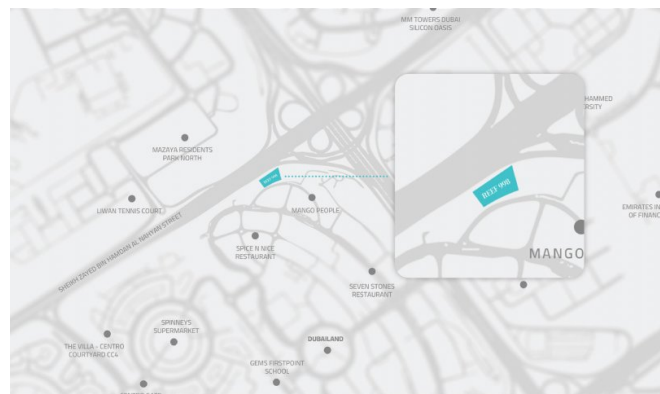 MM TOWERS DUBAI
SILICON OASIS
HAMMED
RSITY
MAZAYA RESIDENTS
PARK NORTH
LIWAN TENNIS COURT
MANGO PEOPLE
EMIRATES IN
OF FINANC
SHEIKH ZAYED BIN HAMDAN AL NAHYAN STREET
SPICE N NICE
RESTAURANT
MANGO
SEVEN STONES
RESTAURANT
SPINNEYS
SUPERMARKET
THE VILLA - CENTRO
COURTYARD CC4
DUBAILAND
GEMS FIRSTPOINT
SCHOOL